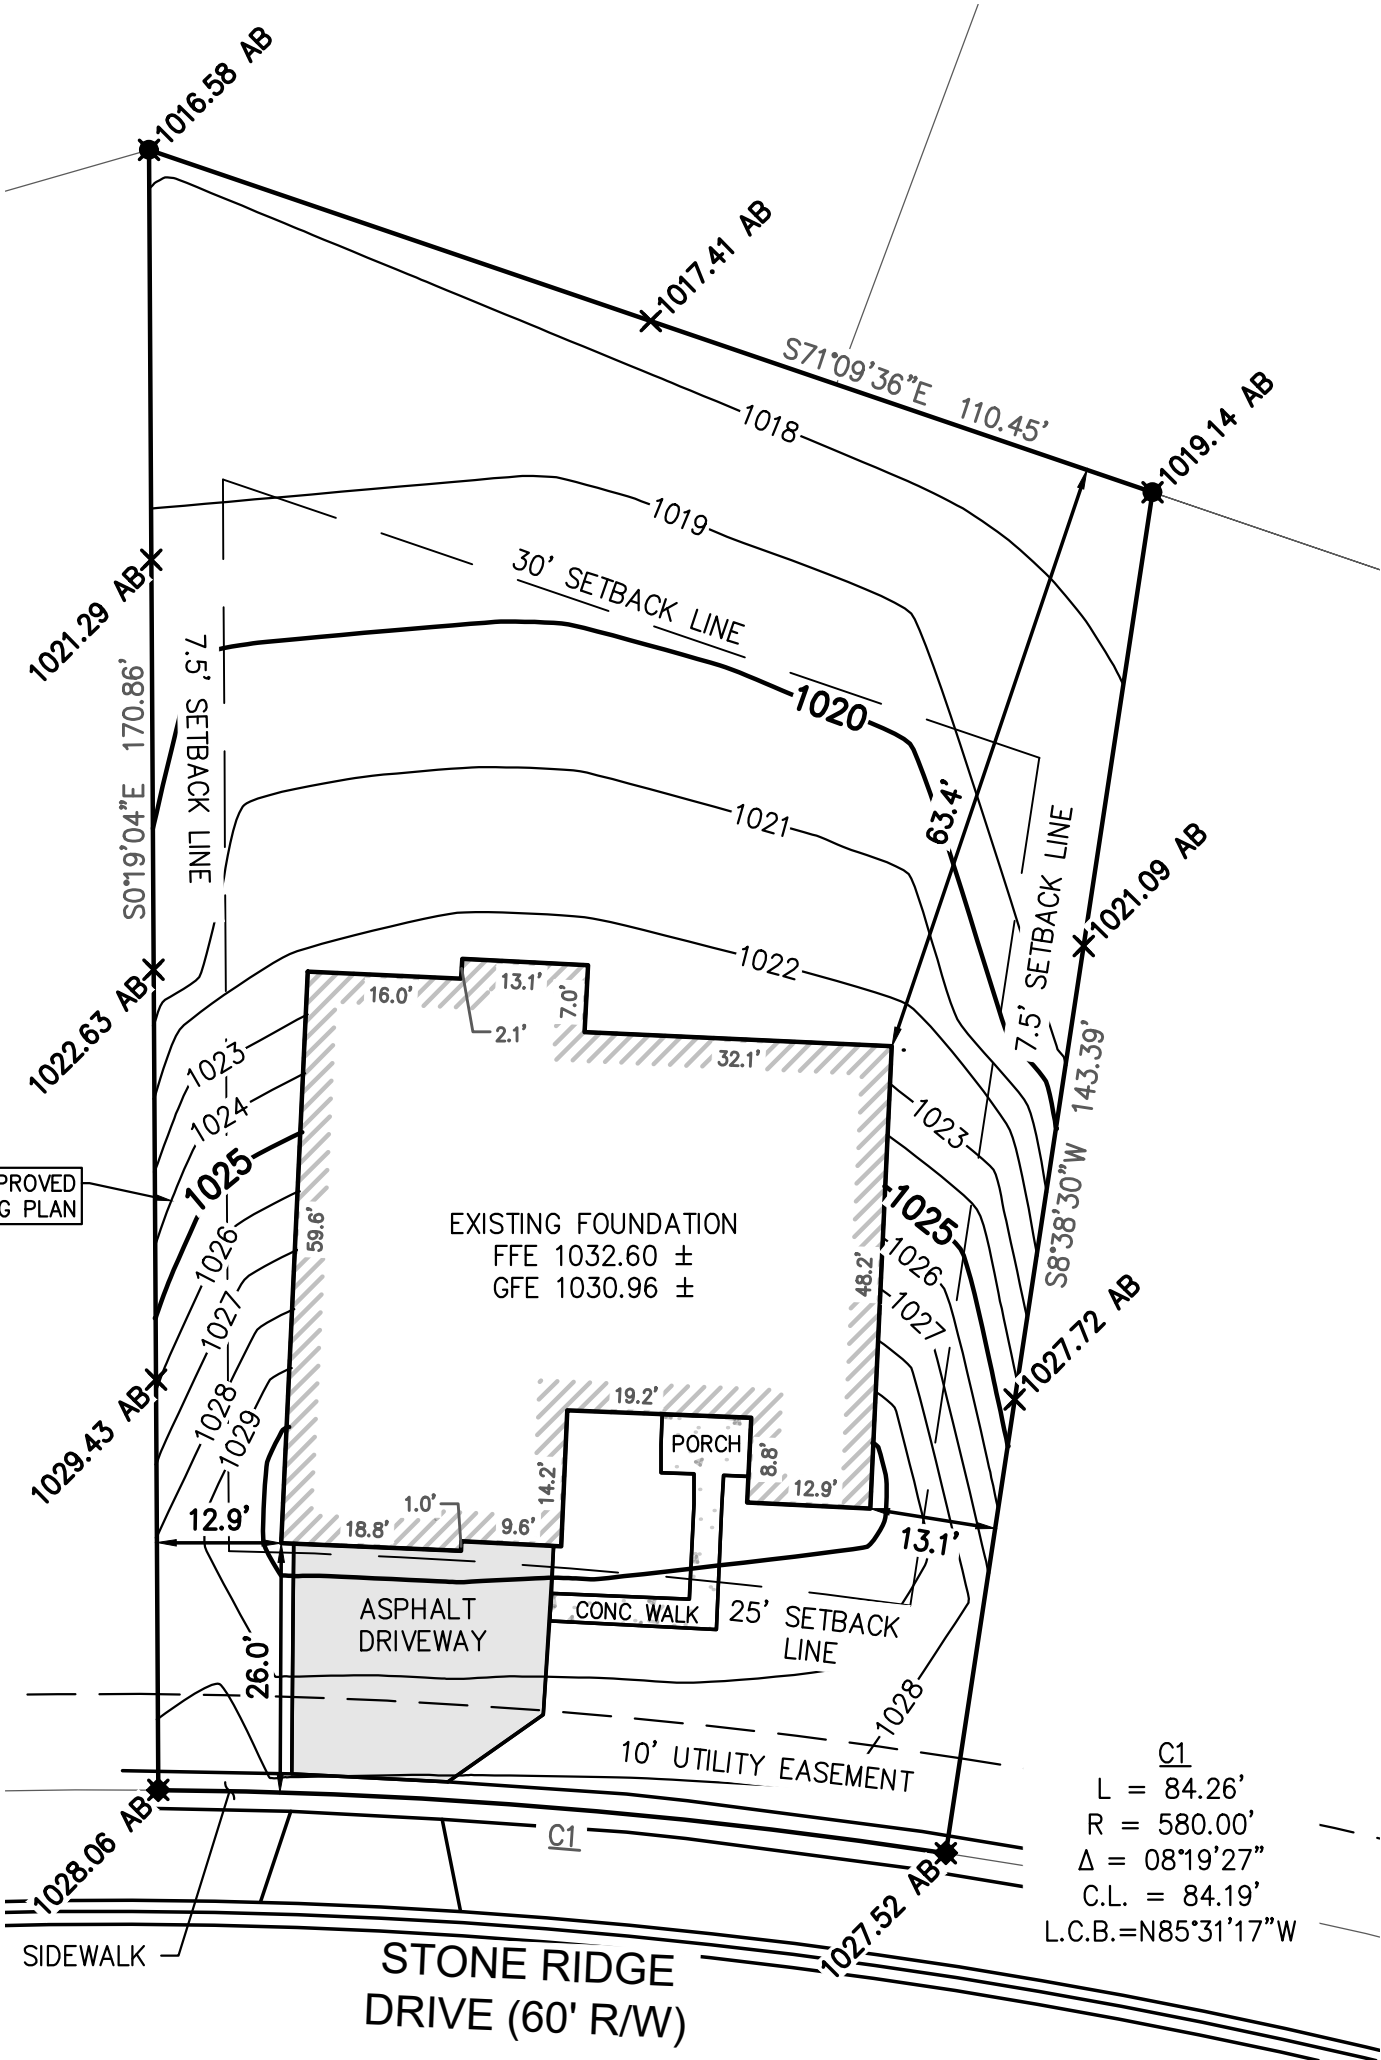 1016.58 AB
1017.41 AB
S71°09'36"E 110.45'
1019.14 AB
1018
1019
30' SETBACK LINE
1021.29 AB
7.5' SETBACK LINE
S0°19'04"E 170.86'
1020
63.4'
1021
7.5' SETBACK LINE
1021.09 AB
1022
1022.63 AB
16.0'
13.1'
7.0'
2.1'
32.1'
1023
1024
1025
1023
1025
S8°38'30"W 143.39'
PROVED
G PLAN
59.6'
EXISTING FOUNDATION
FFE 1032.60 ±
GFE 1030.96 ±
48.2'
1026
1027
1028
1029
1026
1027
1027.72 AB
1029.43 AB
19.2'
PORCH
8.8'
14.2'
12.9'
1.0'
18.8'
9.6'
12.9'
13.1'
ASPHALT
DRIVEWAY
CONC WALK
25' SETBACK
LINE
26.0'
1028
10' UTILITY EASEMENT
C1
L = 84.26'
R = 580.00'
Δ = 08°19'27"
C.L. = 84.19'
L.C.B.=N85°31'17"W
C1
1028.06 AB
1027.52 AB
SIDEWALK
STONE RIDGE
DRIVE (60' R/W)